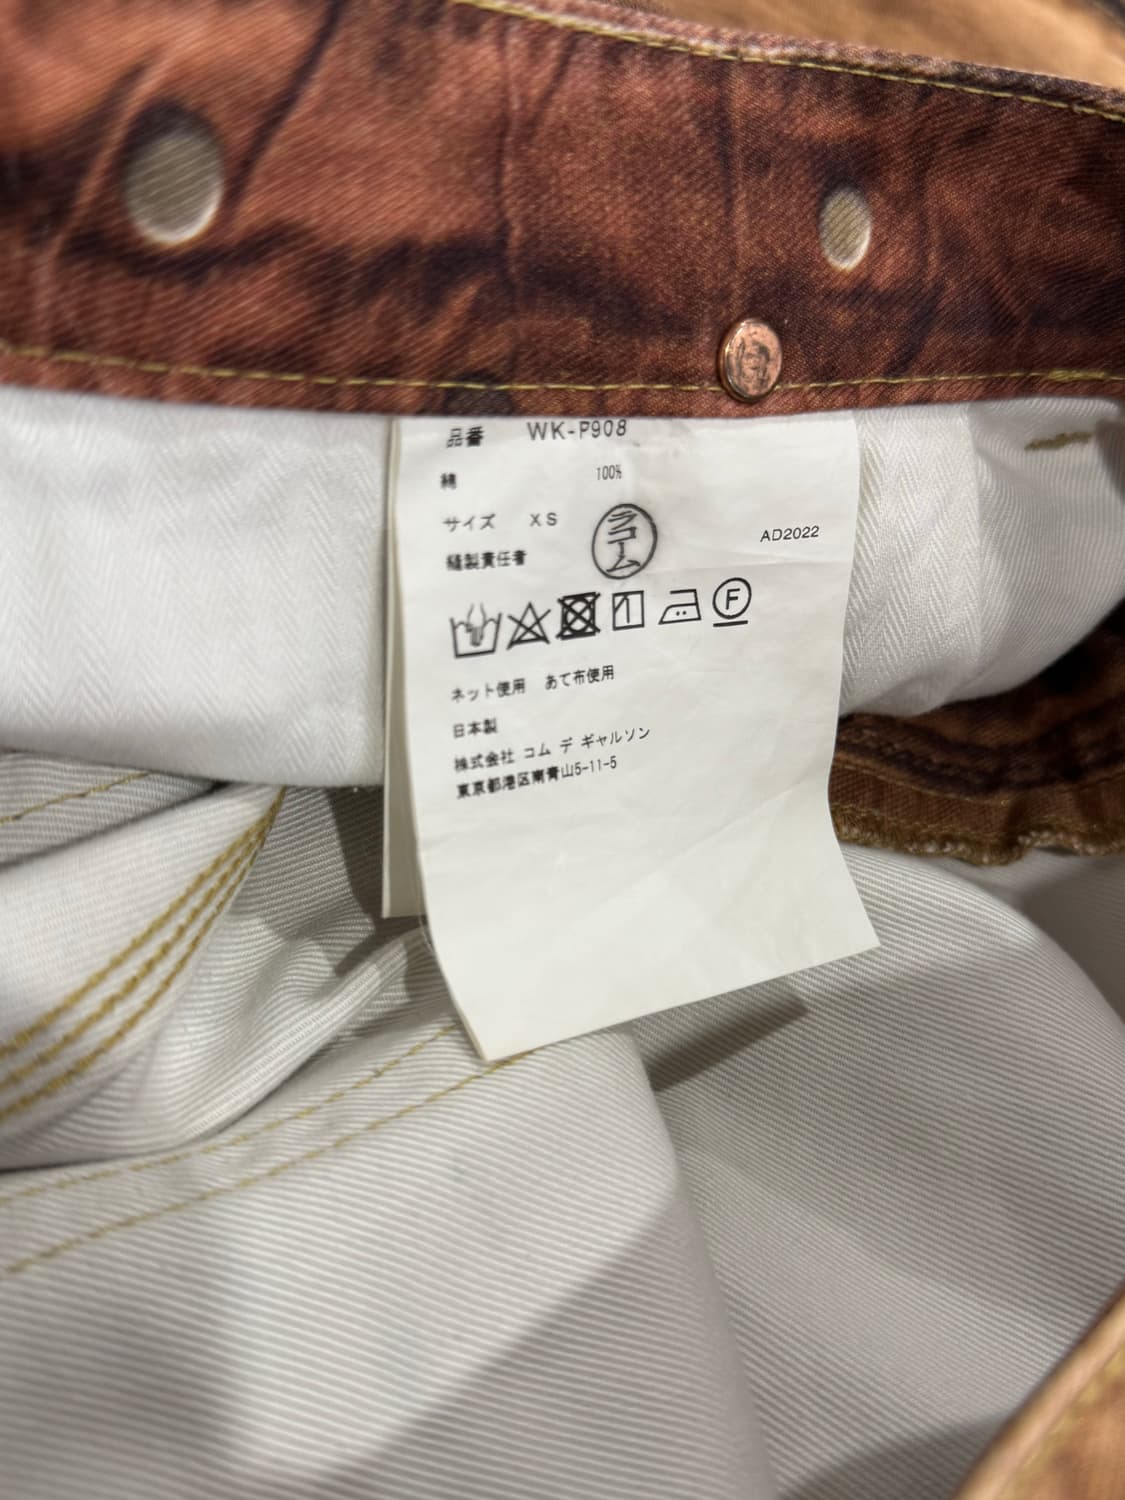 品番 WK-P908
綿 100%
サイズ XS
縫製責任者 ラコーム
AD2022
F
ネット使用 あて布使用
日本製
株式会社 コム デ ギャルソン
東京都港区南青山5-11-5